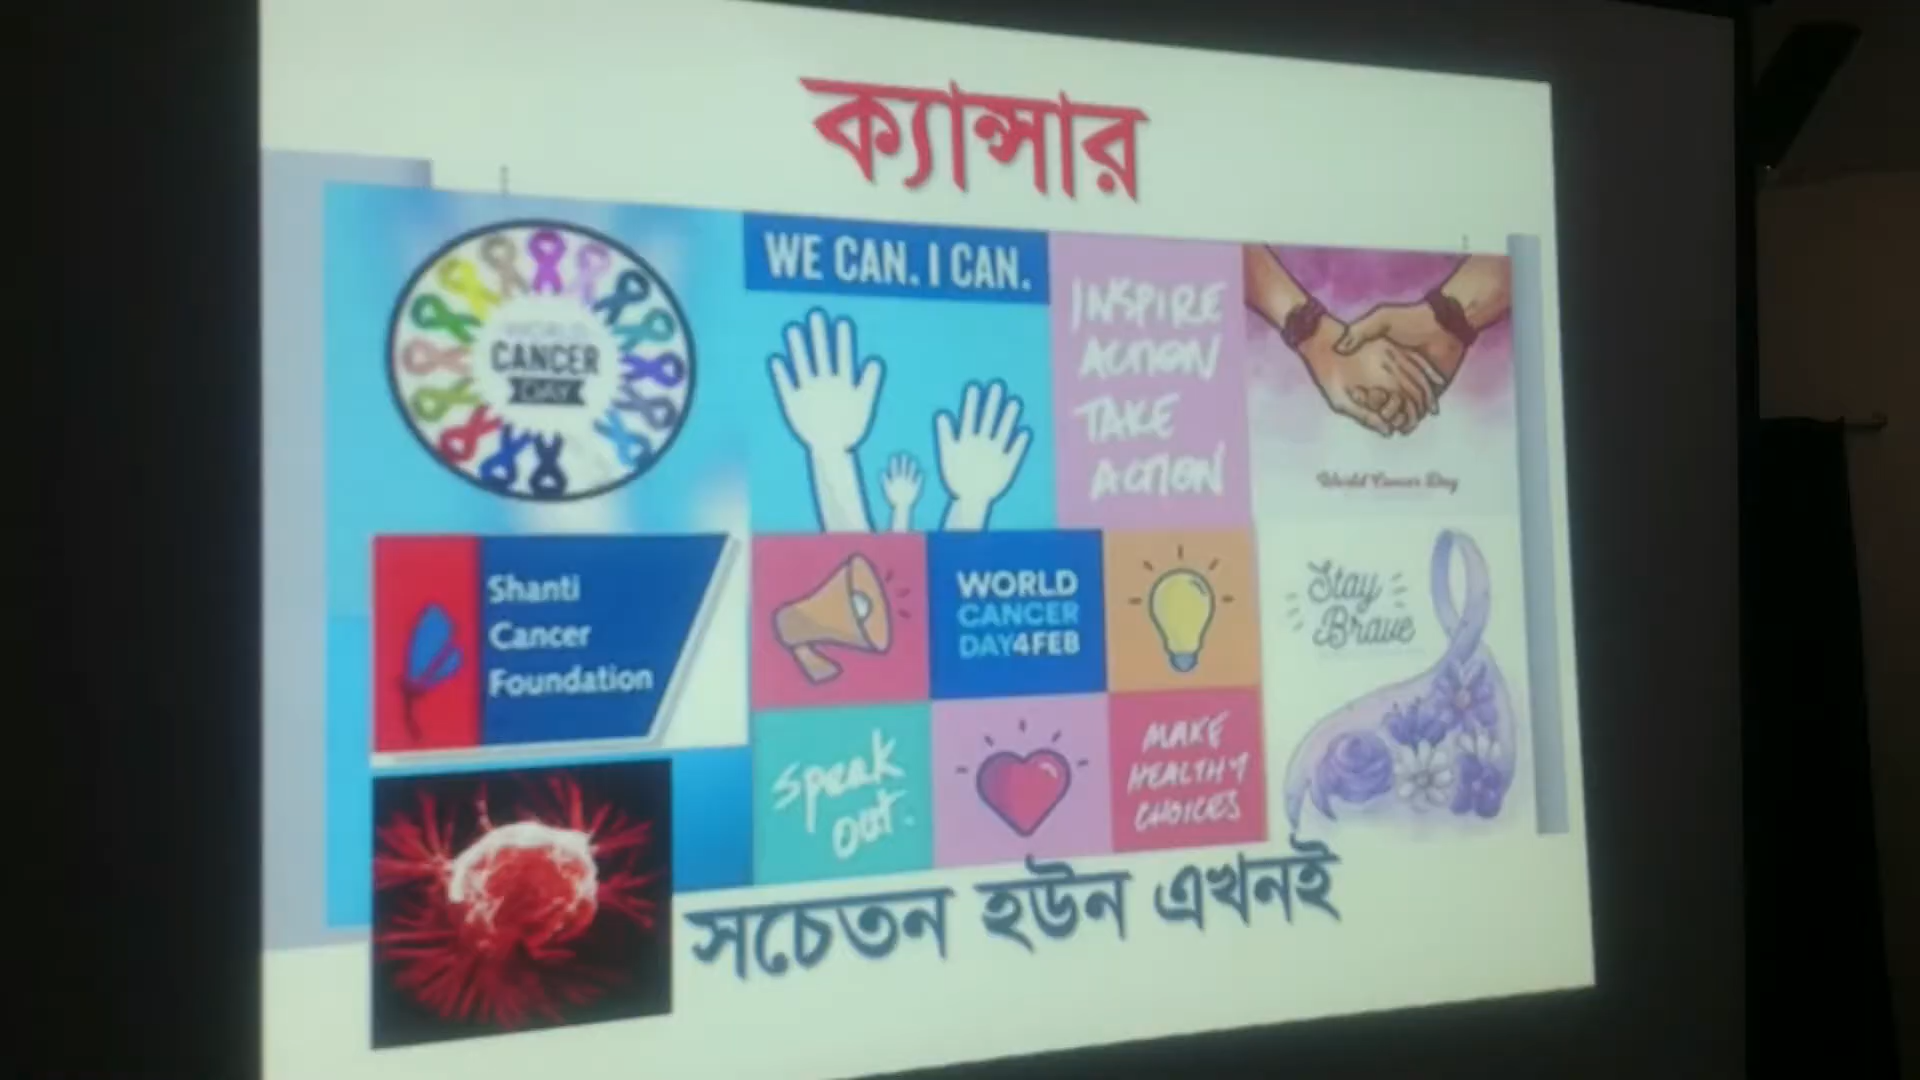 ক্যান্সার
WORLD
CANCER
DAY
WE CAN. I CAN.
INSPIRE
ACTION
TAKE
ACTION
World Cancer Day
Shanti
Cancer
Foundation
WORLD
CANCER
DAY4FEB
Stay
Brave
speak
out.
MAKE
HEALTHY
CHOICES
সচেতন হউন এখনই